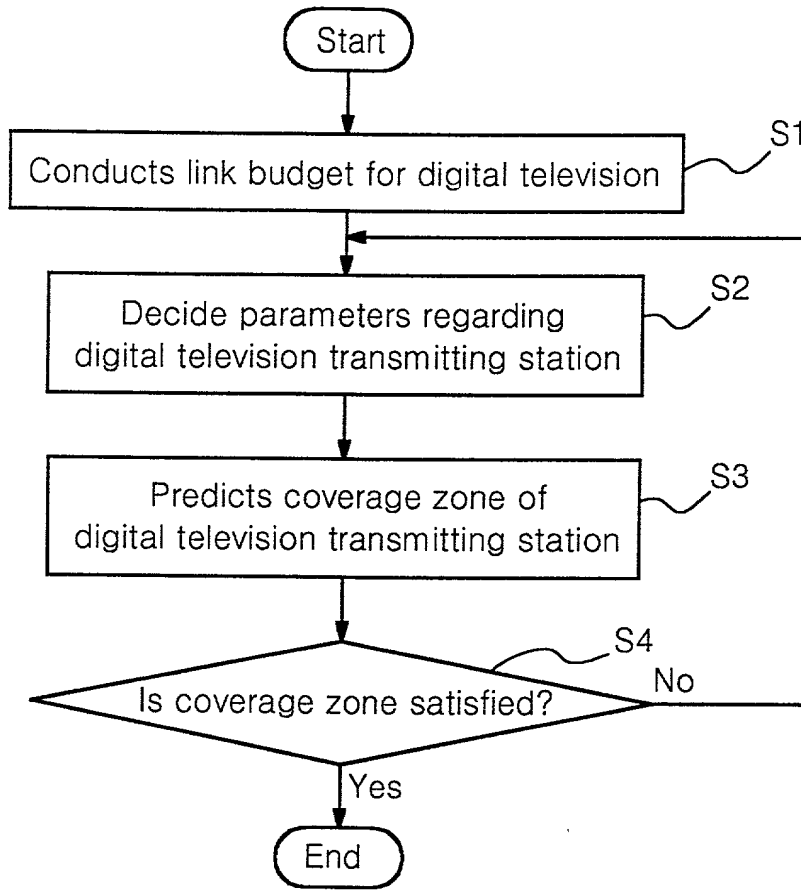 Start
S1
Conducts link budget for digital television
S2
Decide parameters regarding
digital television transmitting station
S3
Predicts coverage zone of
digital television transmitting station
S4
Is coverage zone satisfied?
No
Yes
End